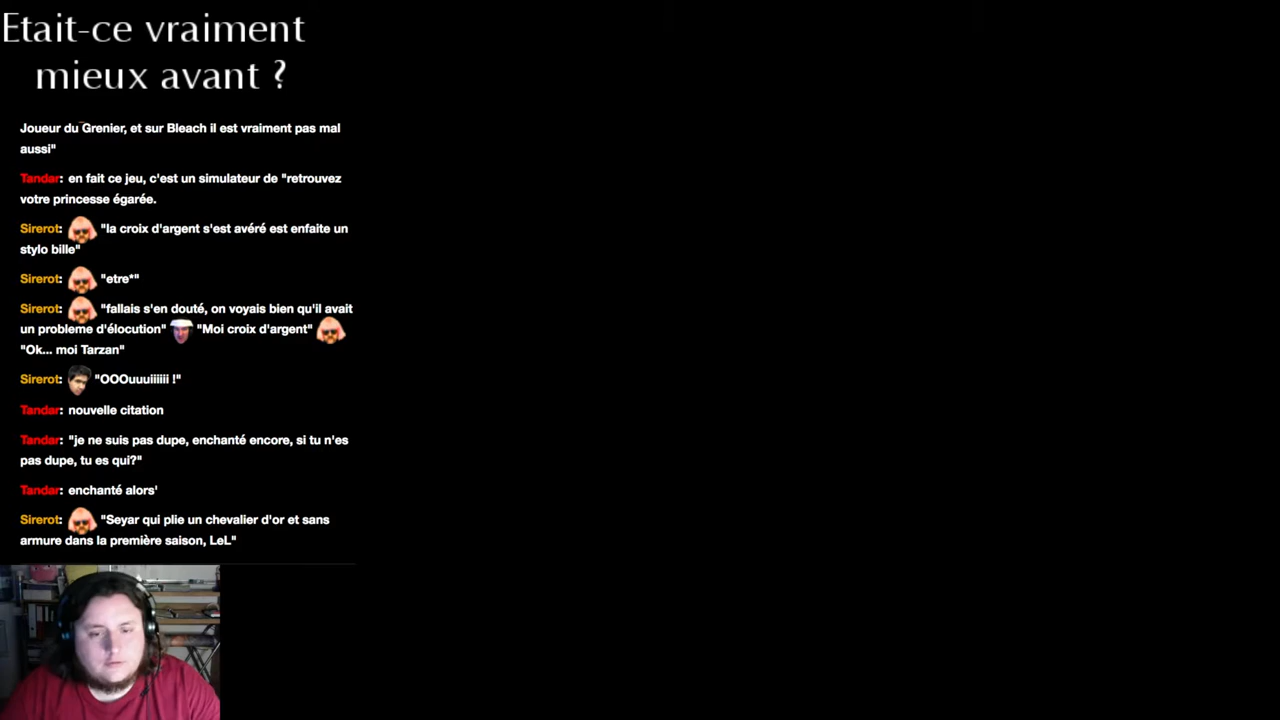 Etait-ce vraiment
mieux avant ?
Joueur du Grenier, et sur Bleach il est vraiment pas mal
aussi"
Tandar: en fait ce jeu, c'est un simulateur de "retrouvez
votre princesse égarée.
Sirerot: "la croix d'argent s'est avéré est enfaite un
stylo bille"
Sirerot: "etre*"
Sirerot: "fallais s'en douté, on voyais bien qu'il avait
un probleme d'élocution" "Moi croix d'argent"
"Ok... moi Tarzan"
Sirerot: "OOOuuuiiiiii !"
Tandar: nouvelle citation
Tandar: "je ne suis pas dupe, enchanté encore, si tu n'es
pas dupe, tu es qui?"
Tandar: enchanté alors'
Sirerot: "Seyar qui plie un chevalier d'or et sans
armure dans la première saison, LeL"